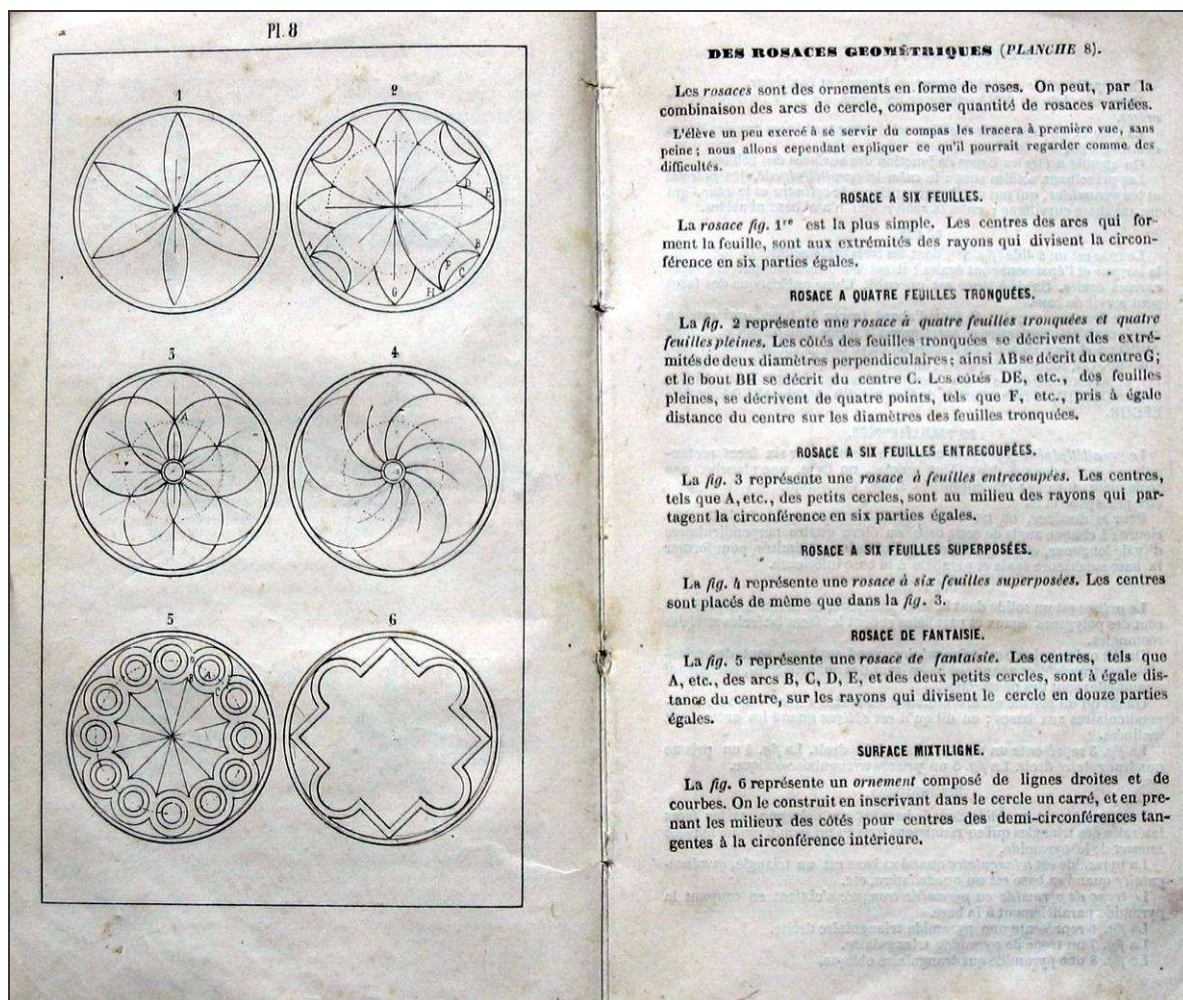 Pl. 8
1
2
D
E
A
B
F
C
G
H
3
4
A
5
6
D
B
A
C
DES ROSACES GEOMÉTRIQUES (PLANCHE 8).
Les rosaces sont des ornements en forme de roses. On peut, par la
combinaison des arcs de cercle, composer quantité de rosaces variées.
L'élève un peu exercé à se servir du compas les tracera à première vue, sans
peine ; nous allons cependant expliquer ce qu'il pourrait regarder comme des
difficultés.
ROSACE A SIX FEUILLES.
La rosace fig. 1re est la plus simple. Les centres des arcs qui for-
ment la feuille, sont aux extrémités des rayons qui divisent la circon-
férence en six parties égales.
ROSACE A QUATRE FEUILLES TRONQUÉES.
La fig. 2 représente une rosace à quatre feuilles tronquées et quatre
feuilles pleines. Les côtés des feuilles tronquées se décrivent des extré-
mités de deux diamètres perpendiculaires ; ainsi AB se décrit du centre G ;
et le bout BH se décrit du centre C. Les côtés DE, etc., des feuilles
pleines, se décrivent de quatre points, tels que F, etc., pris à égale
distance du centre sur les diamètres des feuilles tronquées.
ROSACE A SIX FEUILLES ENTRECOUPÉES.
La fig. 3 représente une rosace à feuilles entrecoupées. Les centres,
tels que A, etc., des petits cercles, sont au milieu des rayons qui par-
tagent la circonférence en six parties égales.
ROSACE A SIX FEUILLES SUPERPOSÉES.
La fig. 4 représente une rosace à six feuilles superposées. Les centres
sont placés de même que dans la fig. 3.
ROSACE DE FANTAISIE.
La fig. 5 représente une rosace de fantaisie. Les centres, tels que
A, etc., des arcs B, C, D, E, et des deux petits cercles, sont à égale dis-
tance du centre, sur les rayons qui divisent le cercle en douze parties
égales.
SURFACE MIXTILIGNE.
La fig. 6 représente un ornement composé de lignes droites et de
courbes. On le construit en inscrivant dans le cercle un carré, et en pre-
nant les milieux des côtés pour centres des demi-circonférences tan-
gentes à la circonférence intérieure.